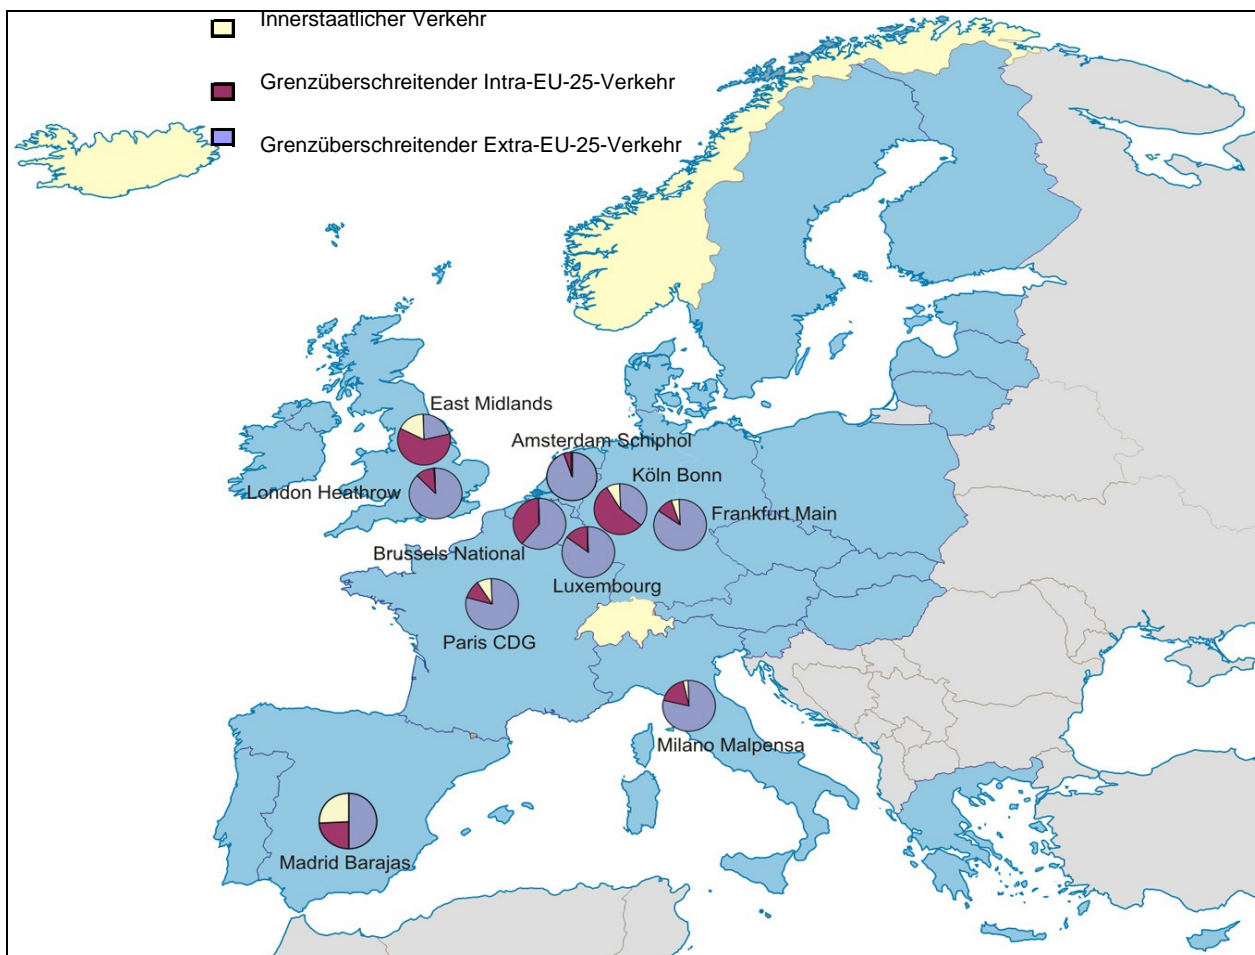 Innerstaatlicher Verkehr
Grenzüberschreitender Intra-EU-25-Verkehr
Grenzüberschreitender Extra-EU-25-Verkehr
East Midlands
Amsterdam Schiphol
Köln Bonn
London Heathrow
Frankfurt Main
Brussels National
Luxembourg
Paris CDG
Milano Malpensa
Madrid Barajas